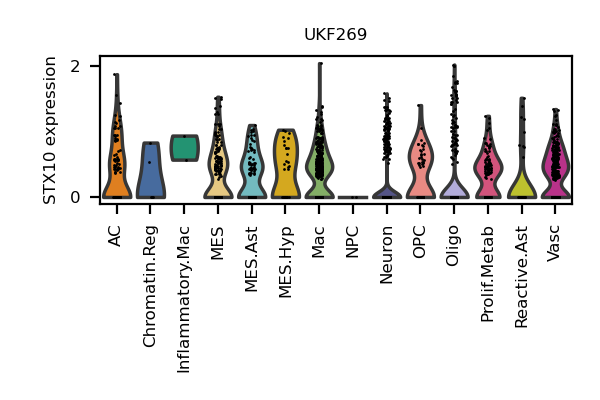 UKF269
STX10 expression
2
0
AC
Chromatin.Reg
Inflammatory.Mac
MES
MES.Ast
MES.Hyp
Mac
NPC
Neuron
OPC
Oligo
Prolif.Metab
Reactive.Ast
Vasc